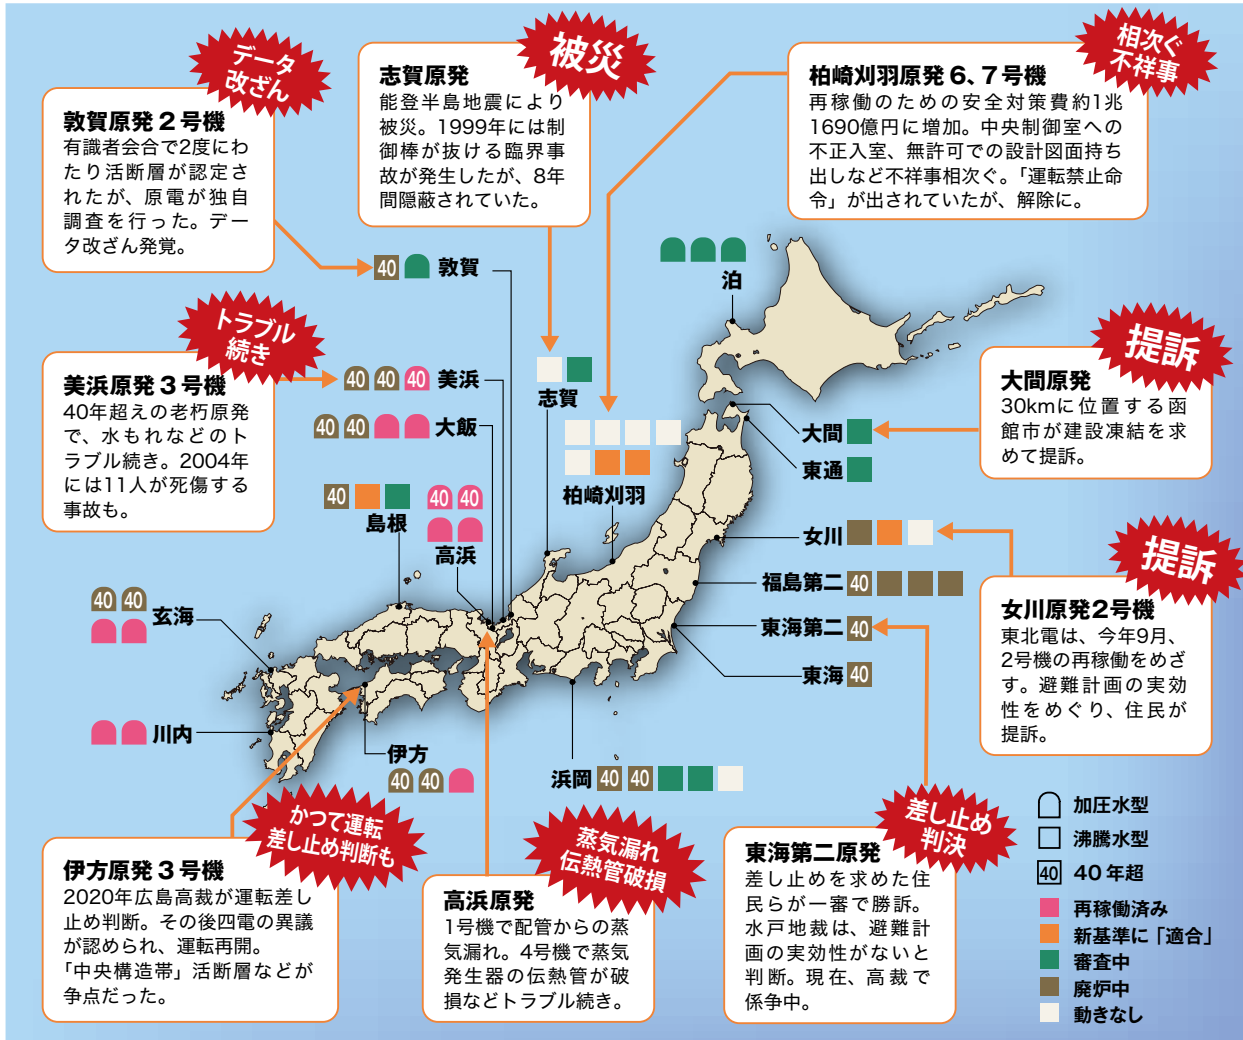 データ
改ざん
敦賀原発 2 号機
有識者会合で2度にわ
たり活断層が認定さ
れたが、原電が独自
調査を行った。デー
タ改ざん発覚。
被災
志賀原発
能登半島地震により
被災。1999年には制
御棒が抜ける臨界事
故が発生したが、8年
間隠蔽されていた。
相次ぐ
不祥事
柏崎刈羽原発 6、7 号機
再稼働のための安全対策費約1兆
1690億円に増加。中央制御室への
不正入室、無許可での設計図面持ち
出しなど不祥事相次ぐ。「運転禁止命
令」が出されていたが、解除に。
40 敦賀
泊
トラブル
続き
美浜原発 3 号機
40年超えの老朽原発
で、水もれなどのト
ラブル続き。2004年
には11人が死傷する
事故も。
40 40 40 美浜
40 40 大飯
志賀
柏崎刈羽
40
島根
40 40
高浜
提訴
大間原発
30kmに位置する函
館市が建設凍結を求
めて提訴。
大間
東通
女川
福島第二 40
東海第二 40
東海 40
提訴
女川原発2号機
東北電は、今年9月、
2号機の再稼働をめざ
す。避難計画の実効
性をめぐり、住民が
提訴。
40 40
玄海
川内
伊方
40 40
浜岡 40 40
かつて運転
差し止め判断も
伊方原発 3 号機
2020年広島高裁が運転差し
止め判断。その後四電の異議
が認められ、運転再開。
「中央構造帯」活断層などが
争点だった。
蒸気漏れ
伝熱管破損
高浜原発
1号機で配管からの蒸
気漏れ。4号機で蒸気
発生器の伝熱管が破
損などトラブル続き。
差し止め
判決
東海第二原発
差し止めを求めた住
民らが一審で勝訴。
水戸地裁は、避難計
画の実効性がないと
判断。現在、高裁で
係争中。
加圧水型
沸騰水型
40 40 年超
再稼働済み
新基準に「適合」
審査中
廃炉中
動きなし